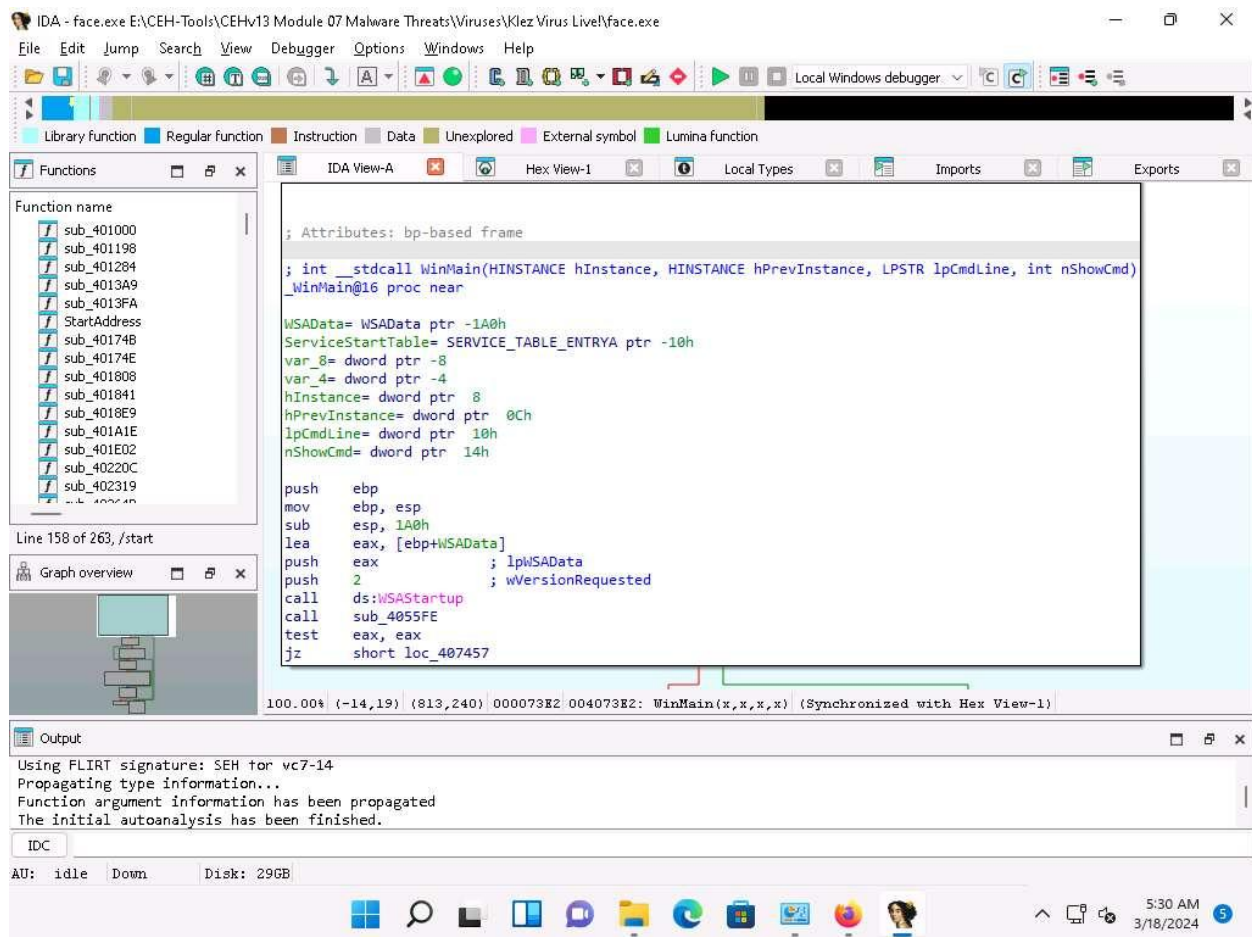 IDA - face.exe E:\CEH-Tools\CEHv13 Module 07 Malware Threats\Viruses\Klez Virus Live!\face.exe
File Edit Jump Search View Debugger Options Windows Help
Local Windows debugger
Library function Regular function Instruction Data Unexplored External symbol Lumina function
Functions
IDA View-A Hex View-1 Local Types Imports Exports
Function name
sub_401000
sub_401198
sub_401284
sub_4013A9
sub_4013FA
StartAddress
sub_40174B
sub_40174E
sub_401808
sub_401841
sub_4018E9
sub_401A1E
sub_401E02
sub_40220C
sub_402319
Line 158 of 263, /start
Graph overview
; Attributes: bp-based frame
; int __stdcall WinMain(HINSTANCE hInstance, HINSTANCE hPrevInstance, LPSTR lpCmdLine, int nShowCmd)
_WinMain@16 proc near
WSAData= WSAData ptr -1A0h
ServiceStartTable= SERVICE_TABLE_ENTRYA ptr -10h
var_8= dword ptr -8
var_4= dword ptr -4
hInstance= dword ptr 8
hPrevInstance= dword ptr 0Ch
lpCmdLine= dword ptr 10h
nShowCmd= dword ptr 14h
push ebp
mov ebp, esp
sub esp, 1A0h
lea eax, [ebp+WSAData]
push eax ; lpWSAData
push 2 ; wVersionRequested
call ds:WSAStartup
call sub_4055FE
test eax, eax
jz short loc_407457
100.00% (-14,19) (813,240) 000073E2 004073E2: WinMain(x,x,x,x) (Synchronized with Hex View-1)
Output
Using FLIRT signature: SEH for vc7-14
Propagating type information...
Function argument information has been propagated
The initial autoanalysis has been finished.
IDC
AU: idle Down Disk: 29GB
5:30 AM
3/18/2024
5